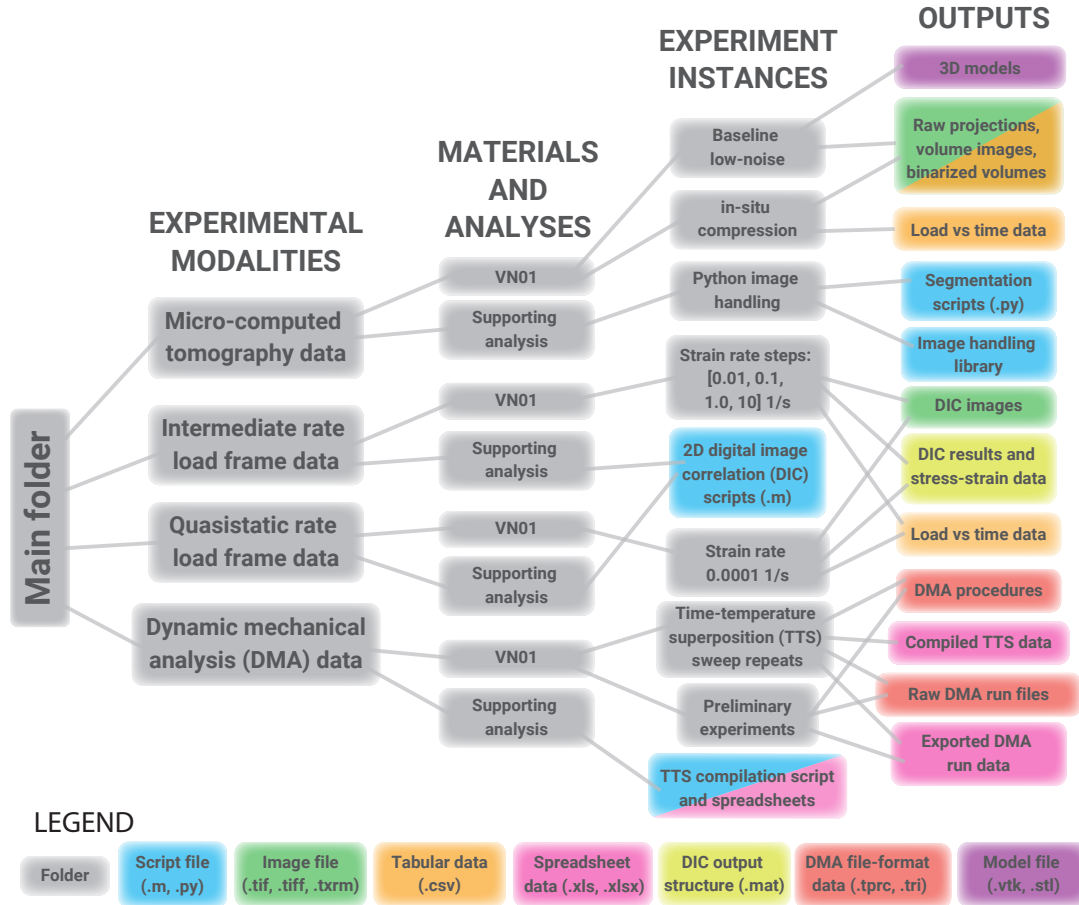 OUTPUTS
EXPERIMENT
INSTANCES
MATERIALS
AND
ANALYSES
EXPERIMENTAL
MODALITIES
Main folder
Micro-computed
tomography data
Intermediate rate
load frame data
Quasistatic rate
load frame data
Dynamic mechanical
analysis (DMA) data
VN01
Supporting
analysis
VN01
Supporting
analysis
VN01
Supporting
analysis
VN01
Supporting
analysis
Baseline
low-noise
in-situ
compression
Python image
handling
Strain rate steps:
[0.01, 0.1,
1.0, 10] 1/s
2D digital image
correlation (DIC)
scripts (.m)
Strain rate
0.0001 1/s
Time-temperature
superposition (TTS)
sweep repeats
Preliminary
experiments
TTS compilation script
and spreadsheets
3D models
Raw projections,
volume images,
binarized volumes
Load vs time data
Segmentation
scripts (.py)
Image handling
library
DIC images
DIC results and
stress-strain data
Load vs time data
DMA procedures
Compiled TTS data
Raw DMA run files
Exported DMA
run data
LEGEND
Folder
Script file
(.m, .py)
Image file
(.tif, .tiff, .txrm)
Tabular data
(.csv)
Spreadsheet
data (.xls, .xlsx)
DIC output
structure (.mat)
DMA file-format
data (.tprc, .tri)
Model file
(.vtk, .stl)